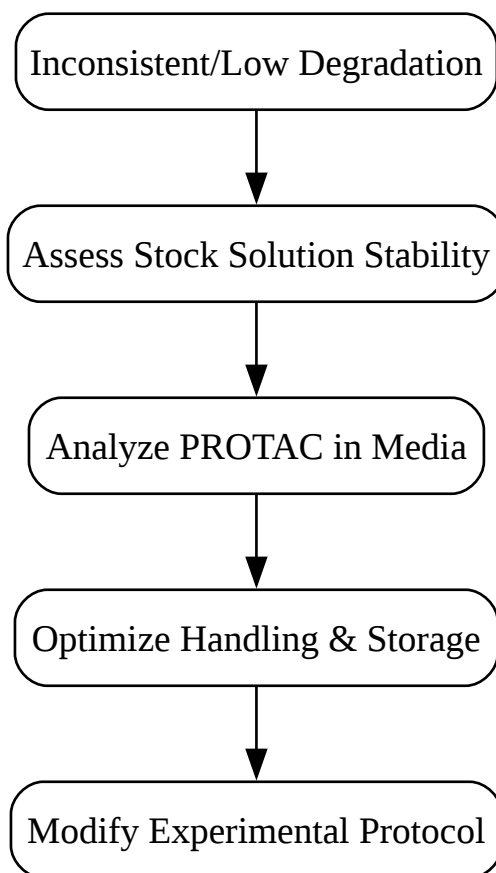 Inconsistent/Low Degradation
Assess Stock Solution Stability
Analyze PROTAC in Media
Optimize Handling & Storage
Modify Experimental Protocol